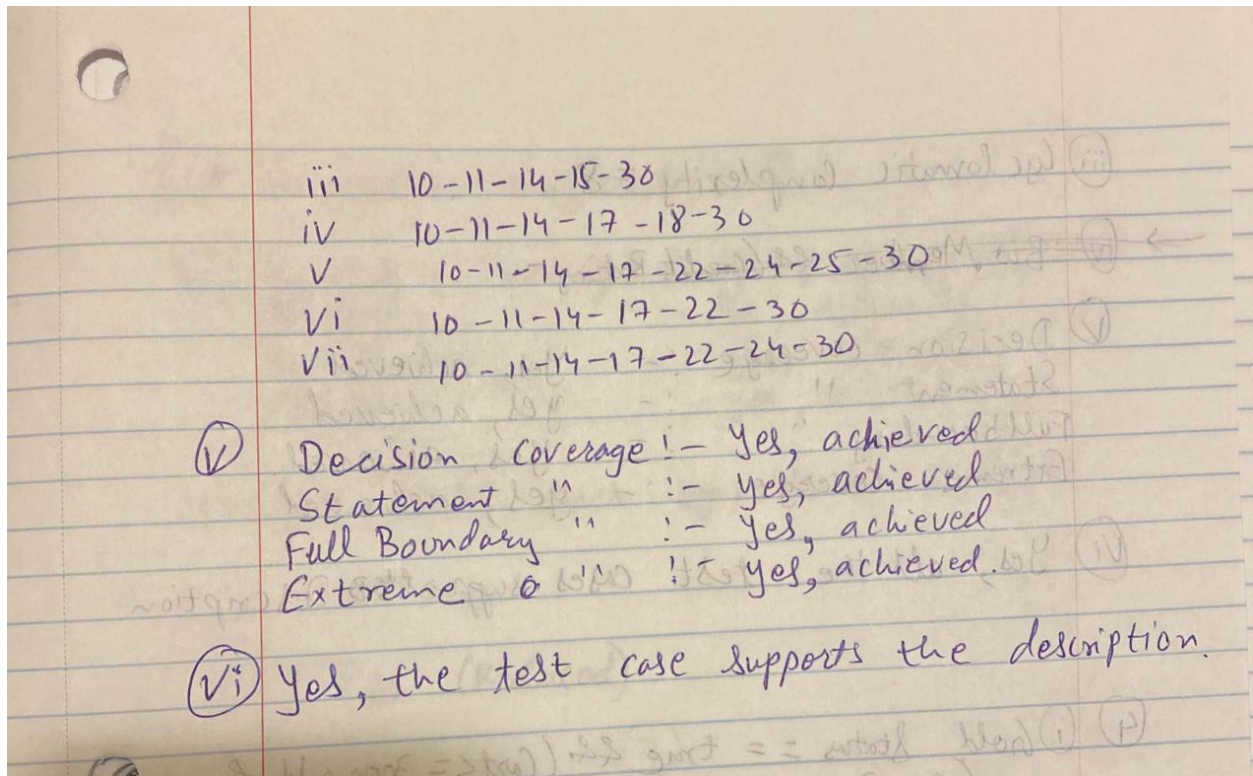 iii 10-11-14-15-30
iv 10-11-14-17-18-30
v 10-11-14-17-22-24-25-30
vi 10-11-14-17-22-30
vii 10-11-14-17-22-24-30
(v) Decision Coverage :- Yes, achieved
Statement " :- Yes, achieved
Full Boundary " :- Yes, achieved
Extreme " :- Yes, achieved.
(vi) Yes, the test case supports the description.